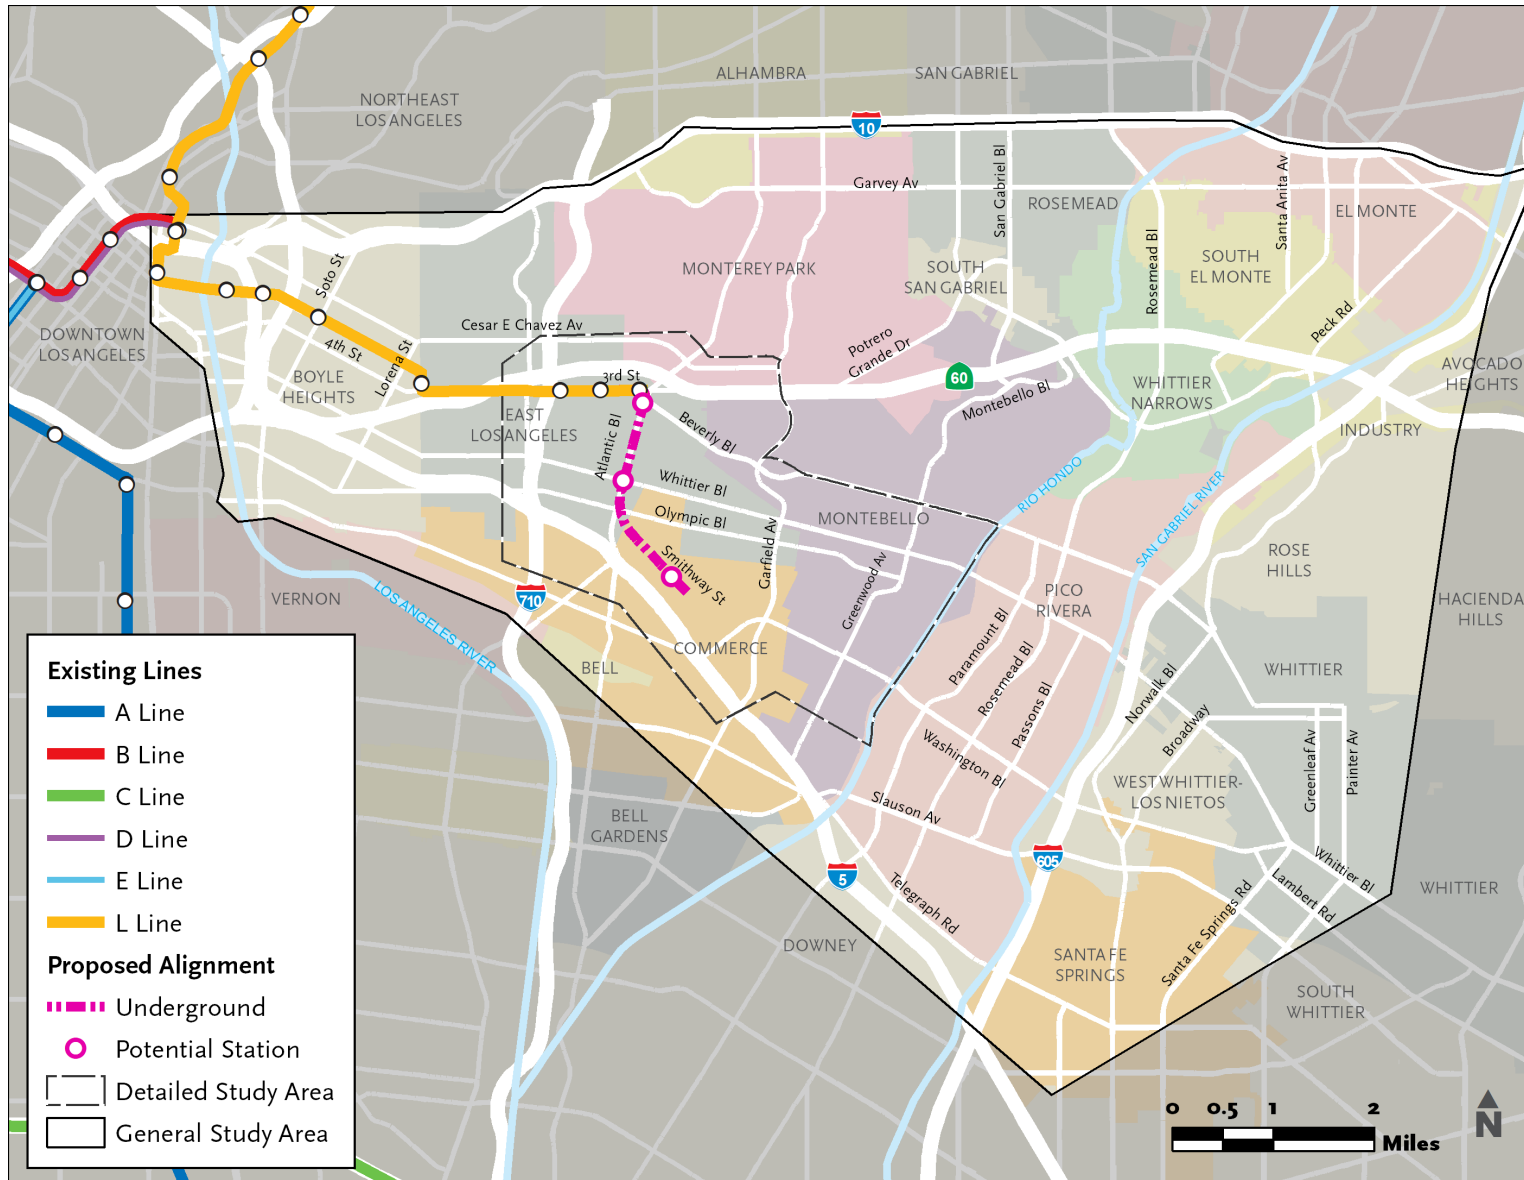 NORTHEAST
LOS ANGELES
ALHAMBRA
SAN GABRIEL
10
Garvey Av
San Gabriel Bl
ROSEMEAD
Santa Anita Av
EL MONTE
Rosemead Bl
SOUTH
EL MONTE
MONTEREY PARK
SOUTH
SAN GABRIEL
Soto St
Cesar E Chavez Av
Peck Rd
DOWNTOWN
LOS ANGELES
4th St
Lorena St
Potrero
Grande Dr
60
BOYLE
HEIGHTS
3rd St
AVOCADO
HEIGHTS
WHITTIER
NARROWS
Montebello Bl
EAST
LOS ANGELES
Atlantic Bl
Beverly Bl
INDUSTRY
Whittier Bl
RIO HONDO
SAN GABRIEL RIVER
Olympic Bl
MONTEBELLO
Garfield Av
Smithway St
Greenwood Av
ROSE
HILLS
PICO
RIVERA
HACIENDA
HILLS
710
VERNON
LOS ANGELES RIVER
COMMERCE
BELL
Paramount Bl
Rosemead Bl
Passons Bl
Norwalk Bl
Broadway
WHITTIER
Washington Bl
Greenleaf Av
Painter Av
WEST WHITTIER-
LOS NIETOS
Slauson Av
BELL
GARDENS
605
5
Whittier Bl
Lambert Rd
WHITTIER
Telegraph Rd
Santa Fe Springs Rd
DOWNEY
SANTA FE
SPRINGS
SOUTH
WHITTIER
Existing Lines
A Line
B Line
C Line
D Line
E Line
L Line
Proposed Alignment
Underground
Potential Station
Detailed Study Area
General Study Area
0 0.5 1 2
Miles
N